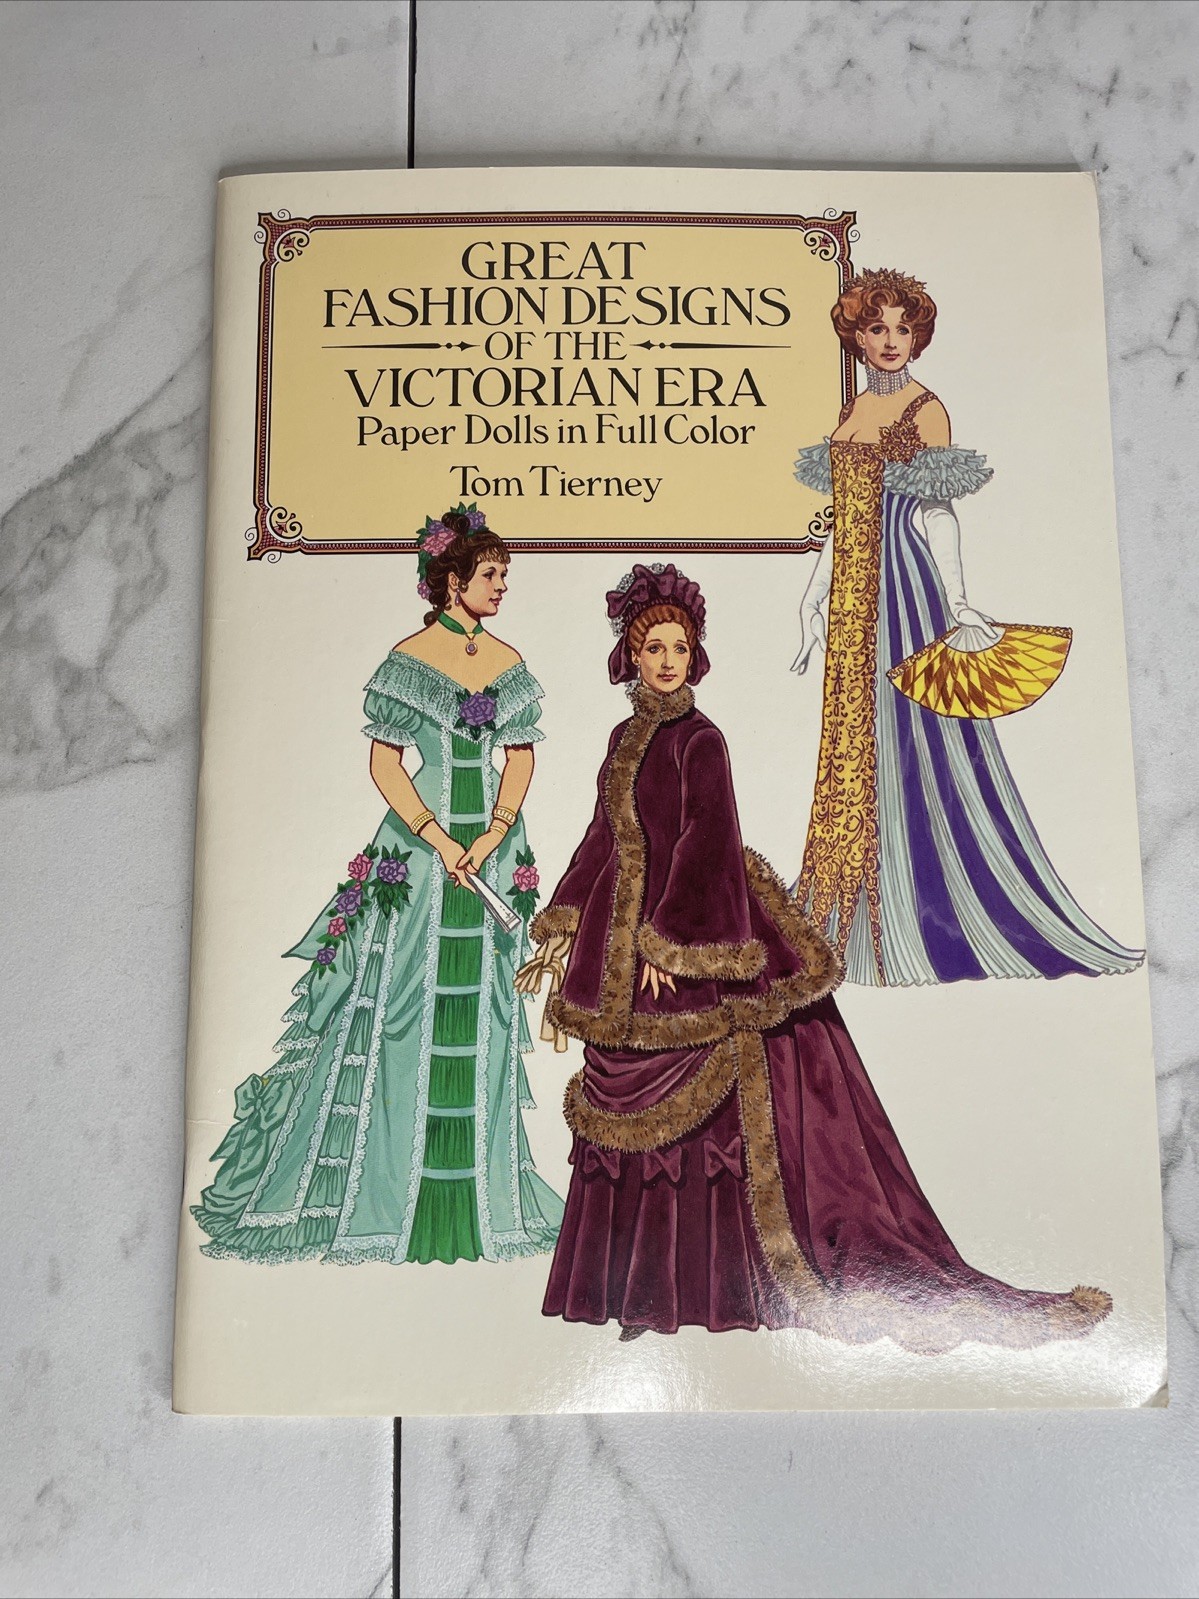 GREAT
FASHION DESIGNS
OF THE
VICTORIAN ERA
Paper Dolls in Full Color
Tom Tierney